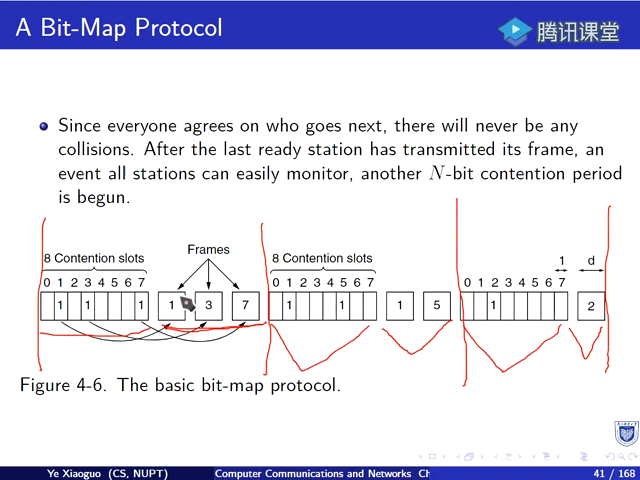 A Bit-Map Protocol
腾讯课堂
Since everyone agrees on who goes next, there will never be any
collisions. After the last ready station has transmitted its frame, an
event all stations can easily monitor, another N-bit contention period
is begun.
Frames
8 Contention slots
8 Contention slots
1 d
0 1 2 3 4 5 6 7
0 1 2 3 4 5 6 7
0 1 2 3 4 5 6 7
1 1 1 1 3 7
1 1 1 5
1 2
Figure 4-6. The basic bit-map protocol.
Ye Xiaoguo (CS, NUPT)
Computer Communications and Networks Ch
41 / 168